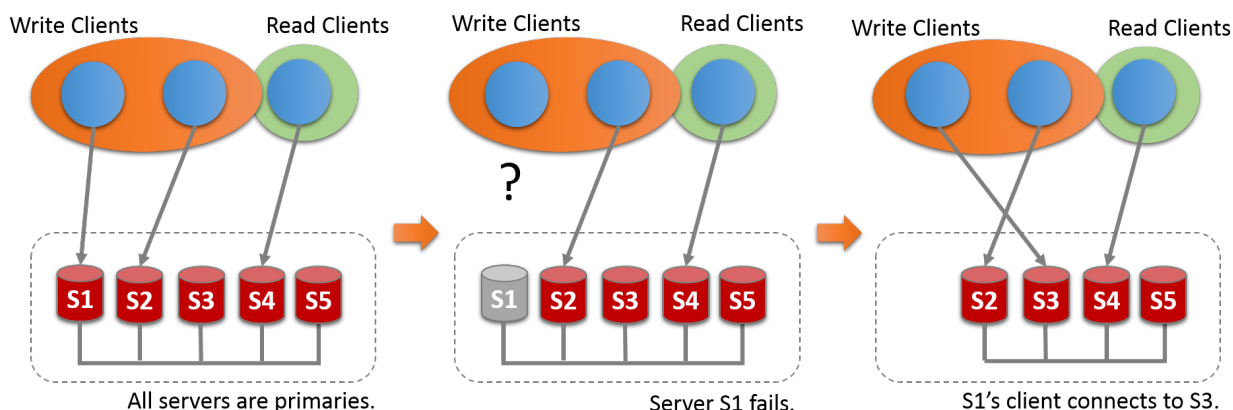 Write Clients
Read Clients
S1
S2
S3
S4
S5
All servers are primaries.
Write Clients
Read Clients
?
S1
S2
S3
S4
S5
Server S1 fails.
Write Clients
Read Clients
S2
S3
S4
S5
S1's client connects to S3.